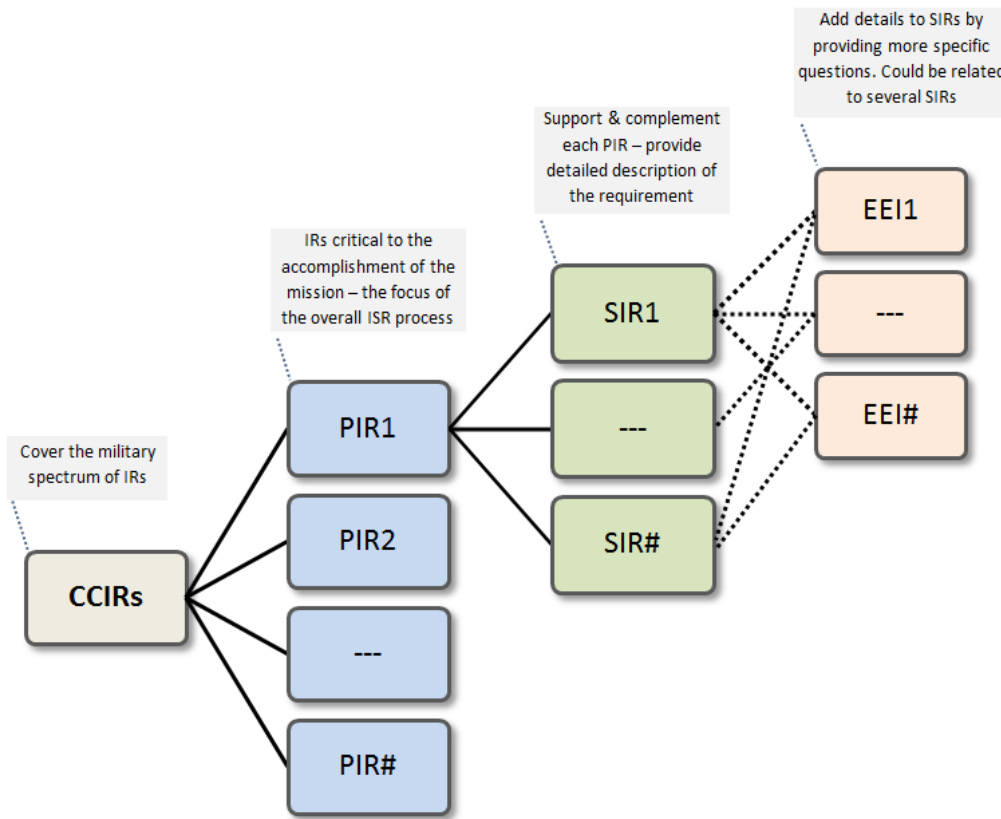 Add details to SIRs by
providing more specific
questions. Could be related
to several SIRs
Support & complement
each PIR – provide
detailed description of
the requirement
EEI1
IRs critical to the
accomplishment of the
mission – the focus of
the overall ISR process
SIR1
---
EEI#
PIR1
---
Cover the military
spectrum of IRs
SIR#
PIR2
CCIRs
---
PIR#